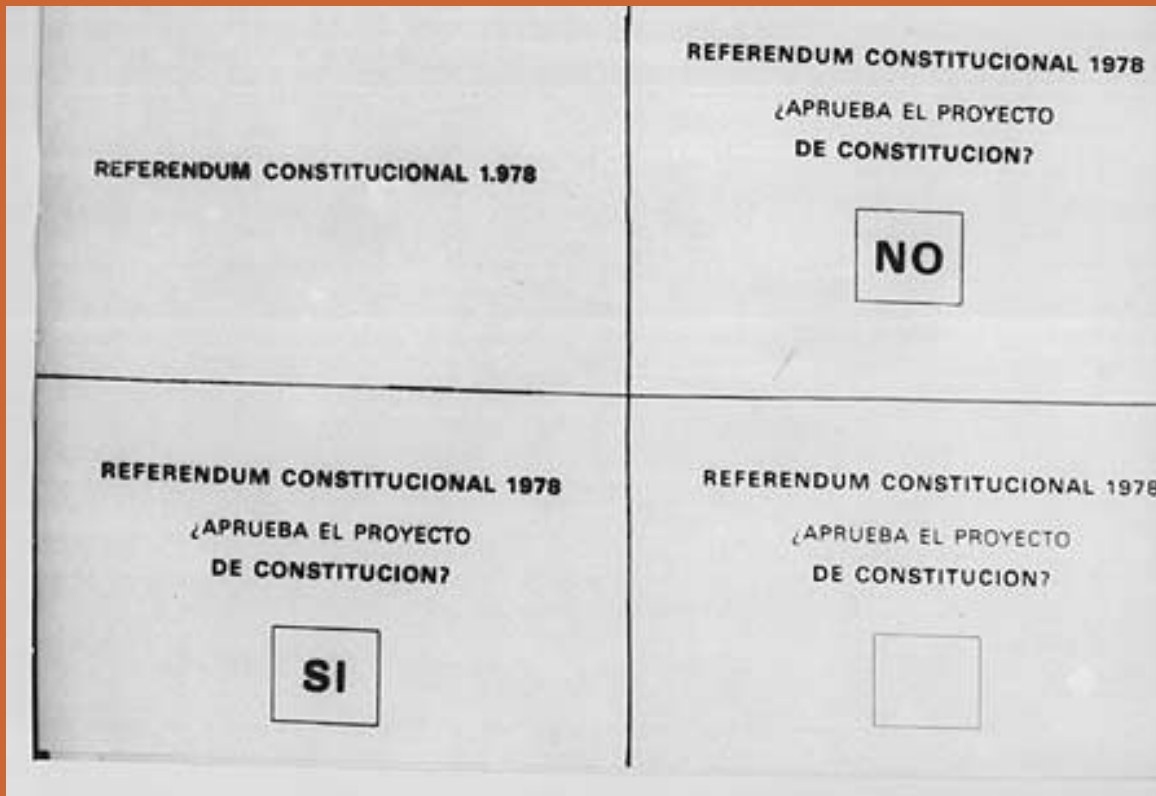 REFERENDUM CONSTITUCIONAL 1.978
REFERENDUM CONSTITUCIONAL 1978
¿APRUEBA EL PROYECTO
DE CONSTITUCION?
NO
REFERENDUM CONSTITUCIONAL 1978
¿APRUEBA EL PROYECTO
DE CONSTITUCION?
SI
REFERENDUM CONSTITUCIONAL 1978
¿APRUEBA EL PROYECTO
DE CONSTITUCION?